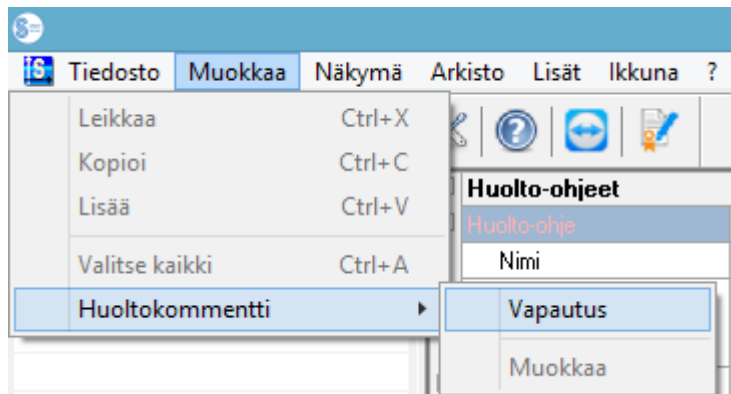 Tiedosto Muokkaa Näkymä Arkisto Lisät Ikkuna ?
Leikkaa Ctrl+X
Kopioi Ctrl+C
Lisää Ctrl+V
Huolto-ohjeet
Huolto-ohje
Valitse kaikki Ctrl+A
Nimi
Huoltokommentti
Vapautus
Muokkaa